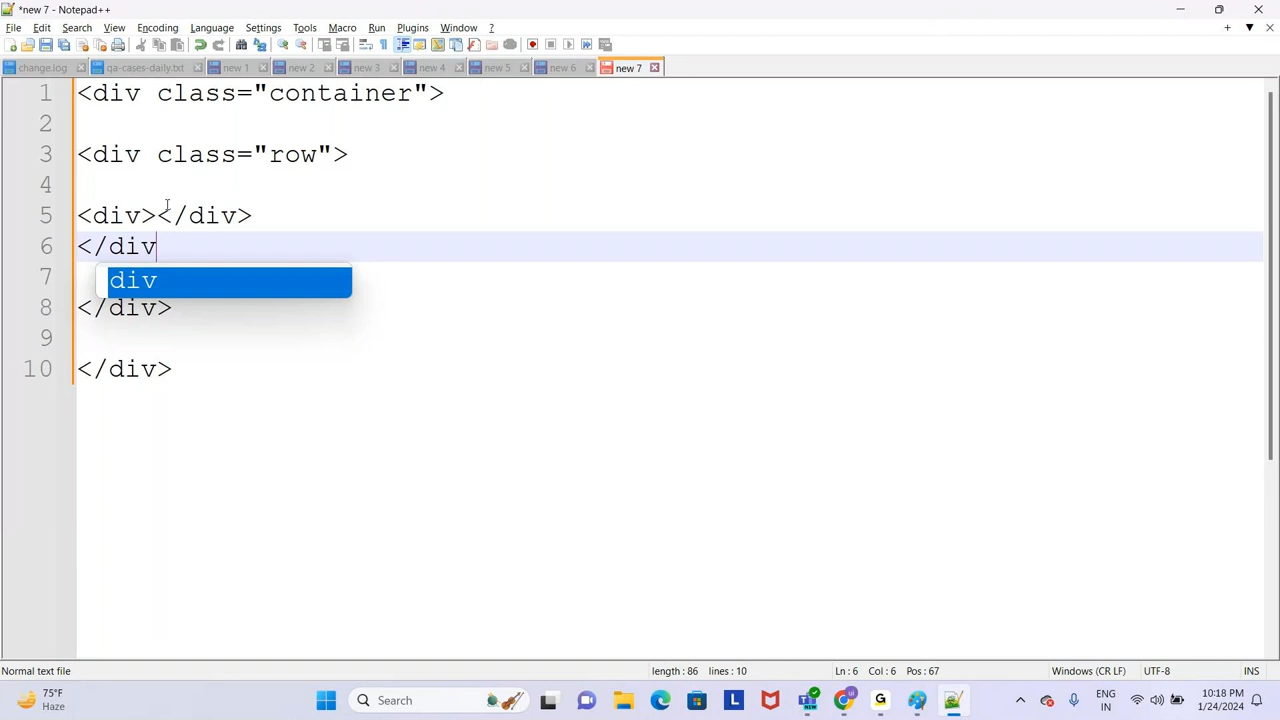 *new 7 - Notepad++
File Edit Search View Encoding Language Settings Tools Macro Run Plugins Window ?
change.log qa-cases-daily.txt new 1 new 2 new 3 new 4 new 5 new 6 new 7
1 <div class="container">
2
3 <div class="row">
4
5 <div></div>
6 </div
div
7
8 </div>
9
10 </div>
Normal text file length : 86 lines : 10 Ln : 6 Col : 6 Pos : 67 Windows (CR LF) UTF-8 INS
75°F
Haze
Search
L
NEW
G
ui
ENG
IN
10:18 PM
1/24/2024